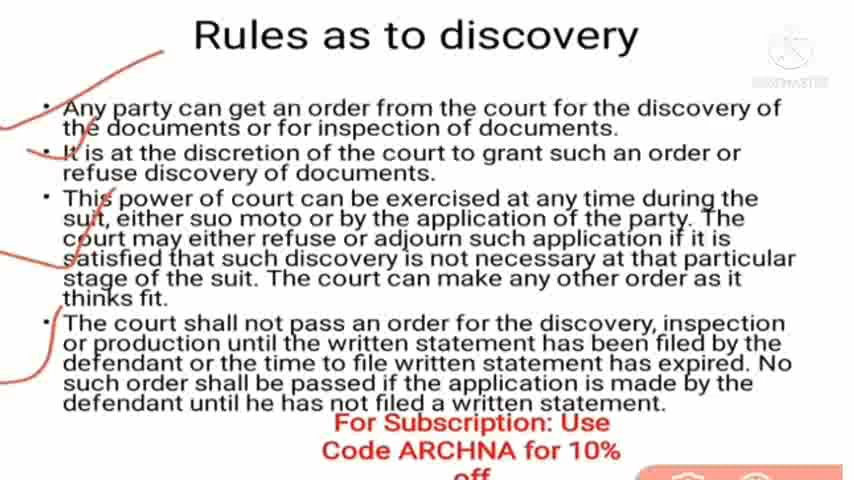 Rules as to discovery
• Any party can get an order from the court for the discovery of
the documents or for inspection of documents.
• It is at the discretion of the court to grant such an order or
refuse discovery of documents.
• This power of court can be exercised at any time during the
suit, either suo moto or by the application of the party. The
court may either refuse or adjourn such application if it is
satisfied that such discovery is not necessary at that particular
stage of the suit. The court can make any other order as it
thinks fit.
• The court shall not pass an order for the discovery, inspection
or production until the written statement has been filed by the
defendant or the time to file written statement has expired. No
such order shall be passed if the application is made by the
defendant until he has not filed a written statement.
For Subscription: Use
Code ARCHNA for 10%
off